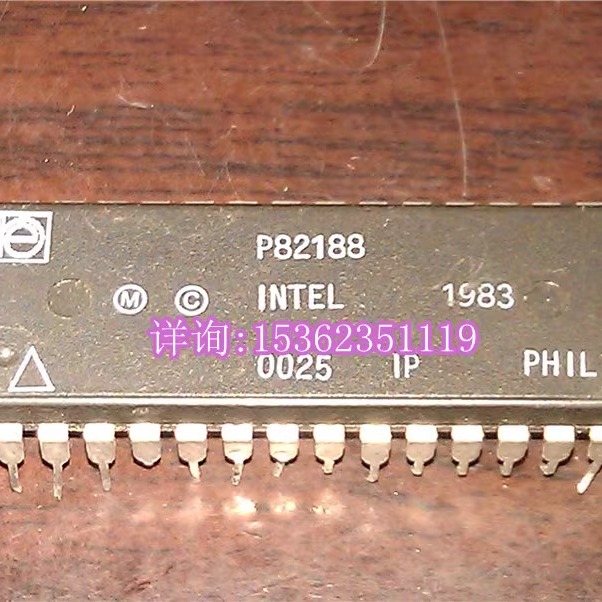 e
P82188
Ⓜ © INTEL 1983
详询:15362351119
0025 IP PHIL